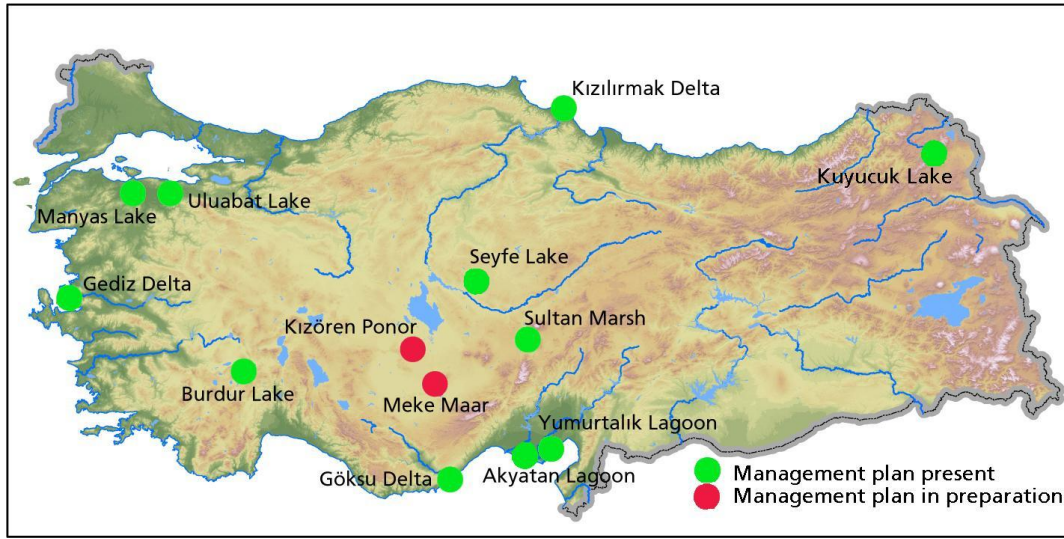 Kızılırmak Delta
Kuyucuk Lake
Manyas Lake
Uluabat Lake
Seyfe Lake
Gediz Delta
Sultan Marsh
Kızören Ponor
Burdur Lake
Meke Maar
Yumurtalık Lagoon
Göksu Delta
Akyatan Lagoon
Management plan present
Management plan in preparation